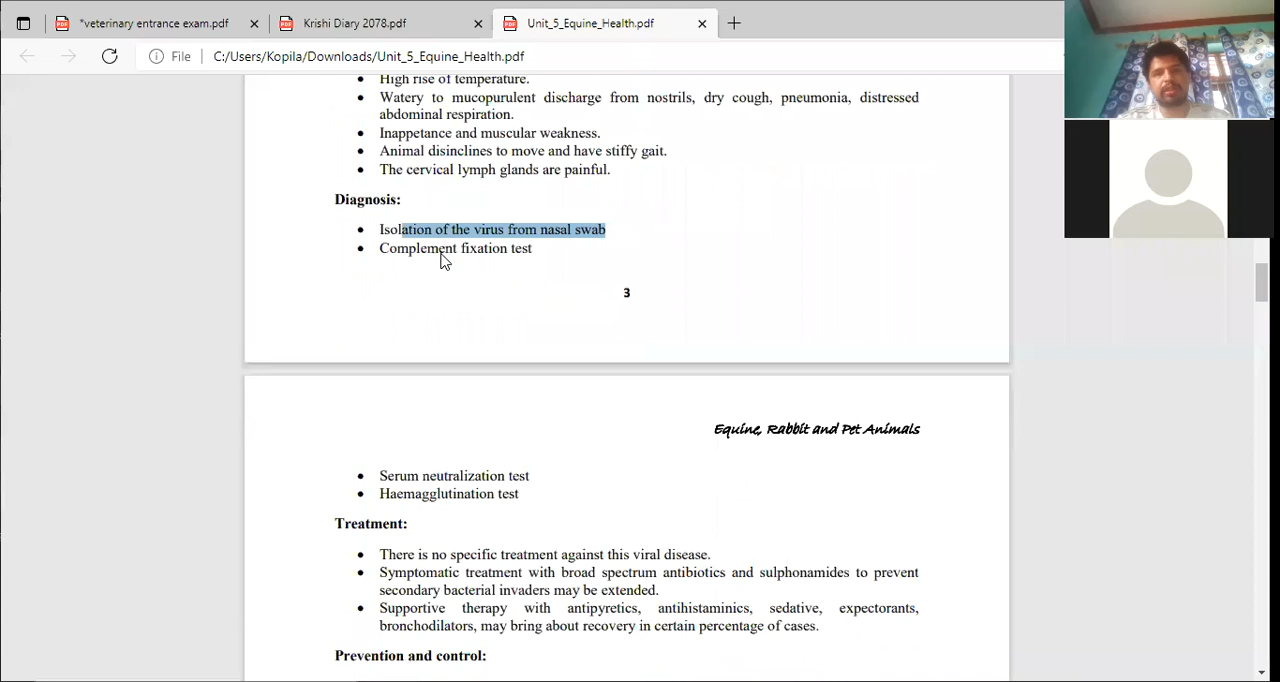 *veterinary entrance exam.pdf
Krishi Diary 2078.pdf
Unit_5_Equine_Health.pdf
File
C:/Users/Kopila/Downloads/Unit_5_Equine_Health.pdf
• High rise of temperature.
• Watery to mucopurulent discharge from nostrils, dry cough, pneumonia, distressed
abdominal respiration.
• Inappetance and muscular weakness.
• Animal disinclines to move and have stiffy gait.
• The cervical lymph glands are painful.
Diagnosis:
• Isolation of the virus from nasal swab
• Complement fixation test
3
Equine, Rabbit and Pet Animals
• Serum neutralization test
• Haemagglutination test
Treatment:
• There is no specific treatment against this viral disease.
• Symptomatic treatment with broad spectrum antibiotics and sulphonamides to prevent
secondary bacterial invaders may be extended.
• Supportive therapy with antipyretics, antihistaminics, sedative, expectorants,
bronchodilators, may bring about recovery in certain percentage of cases.
Prevention and control: